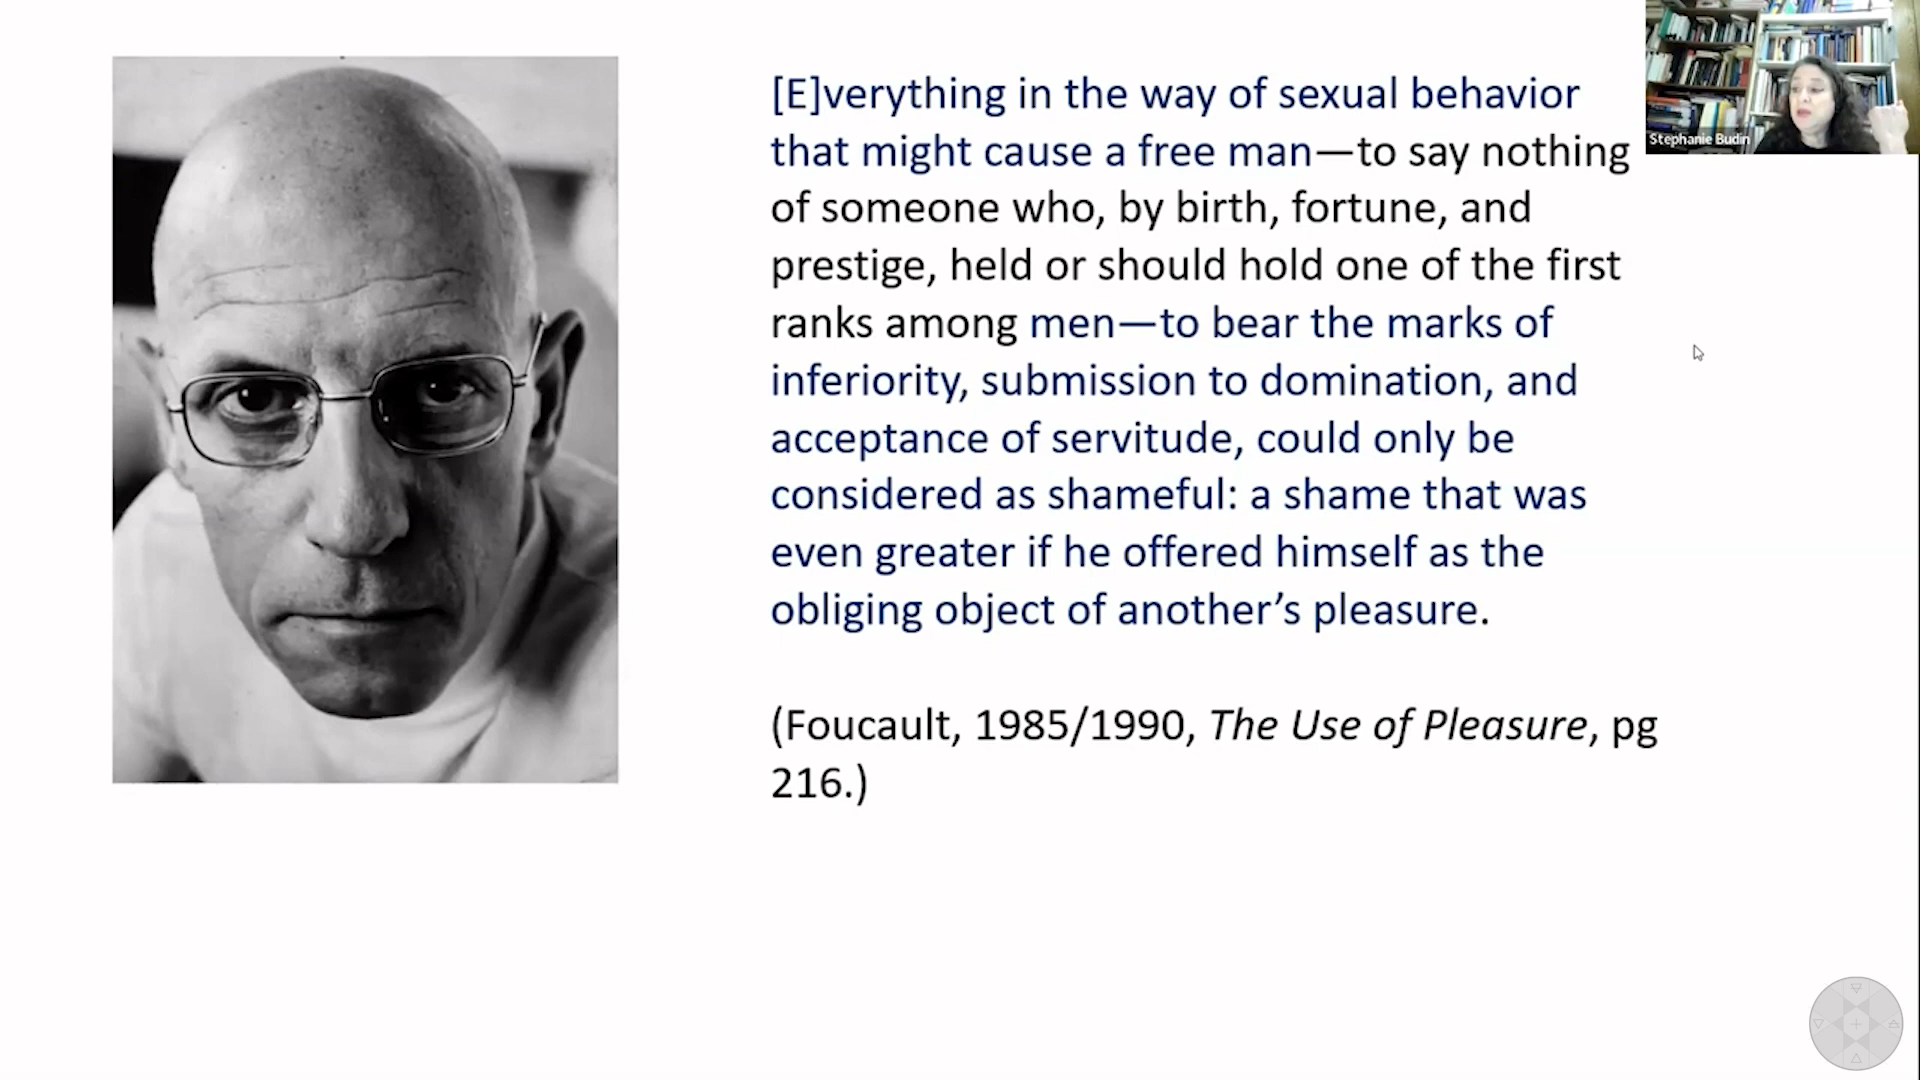 [E]verything in the way of sexual behavior
that might cause a free man—to say nothing
of someone who, by birth, fortune, and
prestige, held or should hold one of the first
ranks among men—to bear the marks of
inferiority, submission to domination, and
acceptance of servitude, could only be
considered as shameful: a shame that was
even greater if he offered himself as the
obliging object of another’s pleasure.
(Foucault, 1985/1990, The Use of Pleasure, pg
216.)
Stephanie Budin